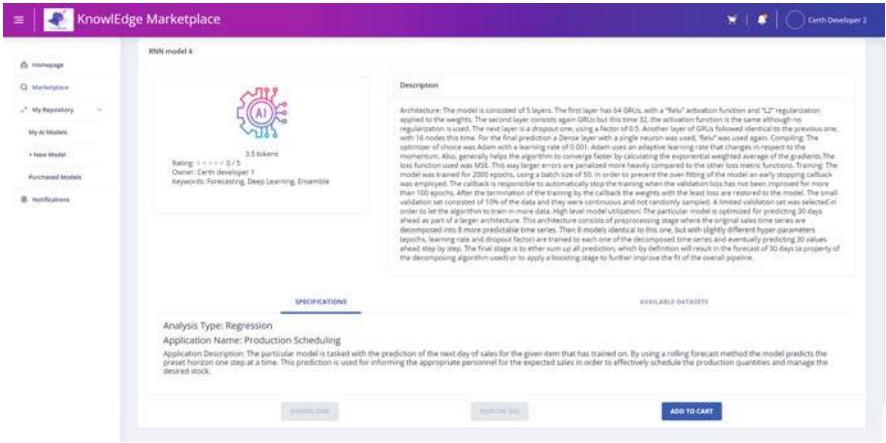 KnowlEdge Marketplace
Certh Developer 2
Homepage
Marketplace
My Repository
My AI Models
+ New Model
Purchased Models
Notifications
RNN model 4
AI
3.5 tokens
Rating: 0/5
Owner: Certh developer 1
Keywords: Forecasting, Deep Learning, Ensemble
Description
Architecture: The model is consisted of 5 layers. The first layer has 64 GRUs, with a "Relu" activation function and "L2" regularization
applied to the weights. The second layer consists again GRUs but this time 32, the activation function is the same although no
regularization is used. The next layer is a dropout one, using a factor of 0.5. Another layer of GRUs followed identical to the previous one,
with 16 nodes this time. For the final prediction a Dense layer with a single neuron was used, "Relu" was used again. Compiling: The
optimizer of choice was Adam with a learning rate of 0.001. Adam uses an adaptive learning rate that changes in respect to the
momentum. Also, generally helps the algorithm to converge faster by calculating the exponential weighted average of the gradients.The
loss function used was MSE. This way larger errors are penalized more heavily compared to the other loss metric functions. Training: The
model was trained for 2000 epochs, using a batch size of 50. In order to prevent the over fitting of the model an early stopping callback
was employed. The callback is responsible to automatically stop the training when the validation loss has not been improved for more
than 100 epochs. After the termination of the training by the callback the weights with the least loss are restored to the model. The small
validation set consisted of 10% of the data and they were continuous and not randomly sampled. A limited validation set was selected in
order to let the algorithm to train in more data. High level model utilization: The particular model is optimized for predicting 30 days
ahead as part of a larger architecture. This architecture consists of preprocessing stage where the original sales time series are
decomposed into 8 more predictable time series. Then 8 models identical to this one, but with slightly different hyper-parameters
(epochs, learning rate and dropout factor) are trained to each one of the decomposed time series and eventually predicting 30 values
ahead step by step. The final stage is to ether sum up all prediction, which by definition will result in the forecast of 30 days (a property of
the decomposing algorithm used) or to apply a boosting stage to further improve the fit of the overall pipeline.
SPECIFICATIONS
AVAILABLE DATASETS
Analysis Type: Regression
Application Name: Production Scheduling
Application Description: The particular model is tasked with the prediction of the next day of sales for the given item that has trained on. By using a rolling forecast method the model predicts the
preset horizon one step at a time. This prediction is used for informing the appropriate personnel for the expected sales in order to effectively schedule the production quantities and manage the
desired stock.
DOWNLOAD
ADD TO CART